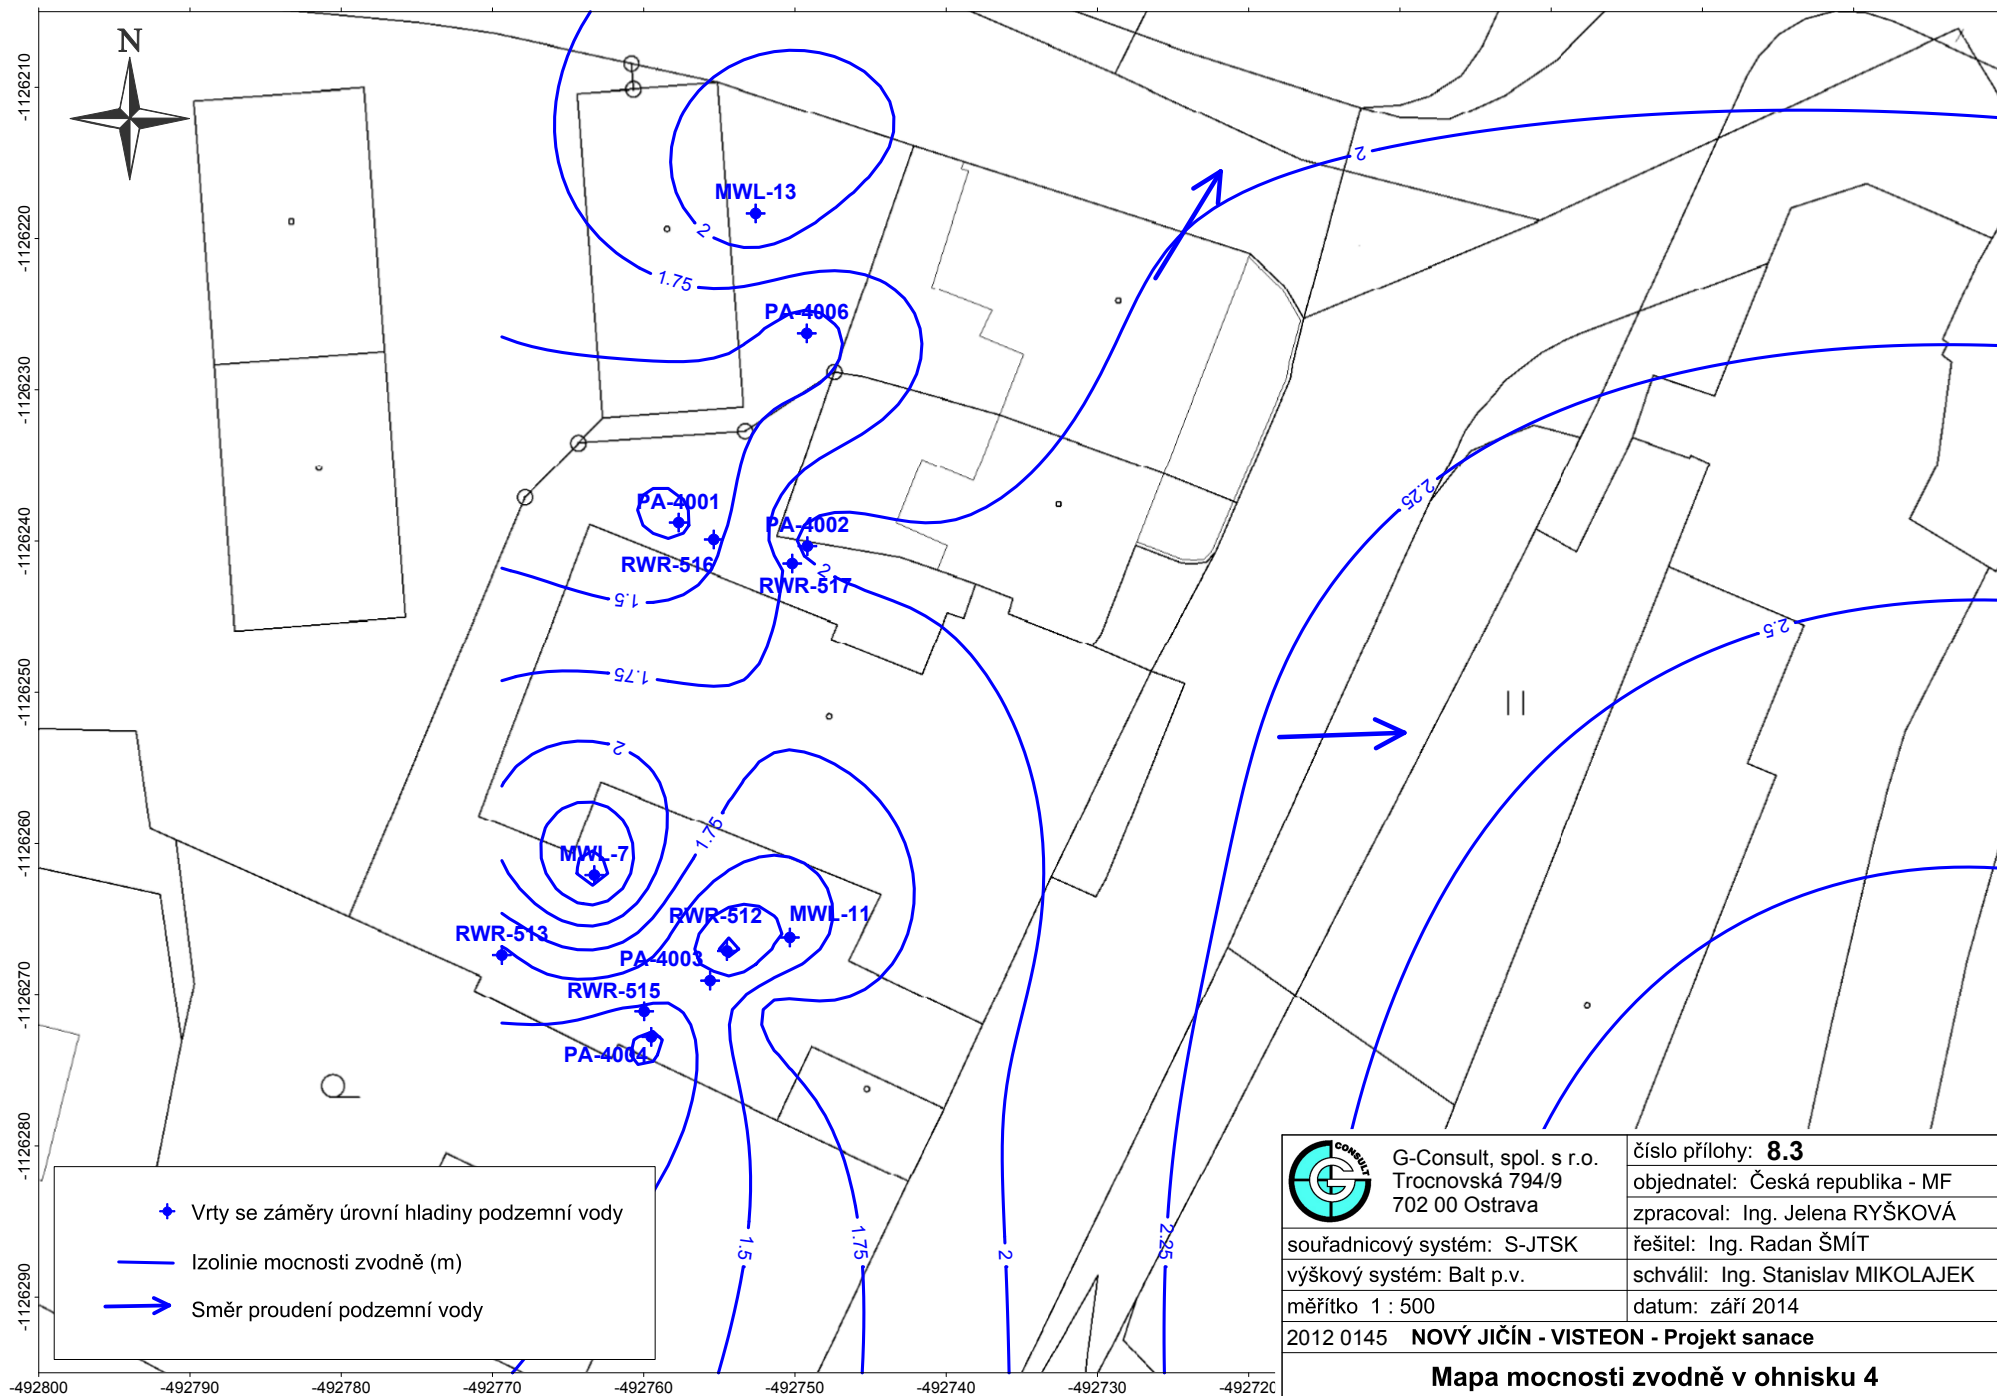 N
-1126210
-1126220
-1126230
-1126240
-1126250
-1126260
-1126270
-1126280
-1126290
MWL-13
2
2
1.75
PA-4006
PA-4001
PA-4002
RWR-516
RWR-517
2
2.25
1.5
2.5
1.75
2
1.75
MWL-7
RWR-512
MWL-11
RWR-513
PA-4003
RWR-515
PA-4004
1.5
1.75
2
2.25
Vrty se záměry úrovní hladiny podzemní vody
Izolinie mocnosti zvodně (m)
Směr proudení podzemní vody
CONSULT
G
G-Consult, spol. s r.o.
Trocnovská 794/9
702 00 Ostrava
číslo přílohy: 8.3
objednatel: Česká republika - MF
zpracoval: Ing. Jelena RYŠKOVÁ
souřadnicový systém: S-JTSK
řešitel: Ing. Radan ŠMÍT
výškový systém: Balt p.v.
schválil: Ing. Stanislav MIKOLAJEK
měřítko 1 : 500
datum: září 2014
2012 0145 NOVÝ JIČÍN - VISTEON - Projekt sanace
Mapa mocnosti zvodně v ohnisku 4
-492800
-492790
-492780
-492770
-492760
-492750
-492740
-492730
-492720